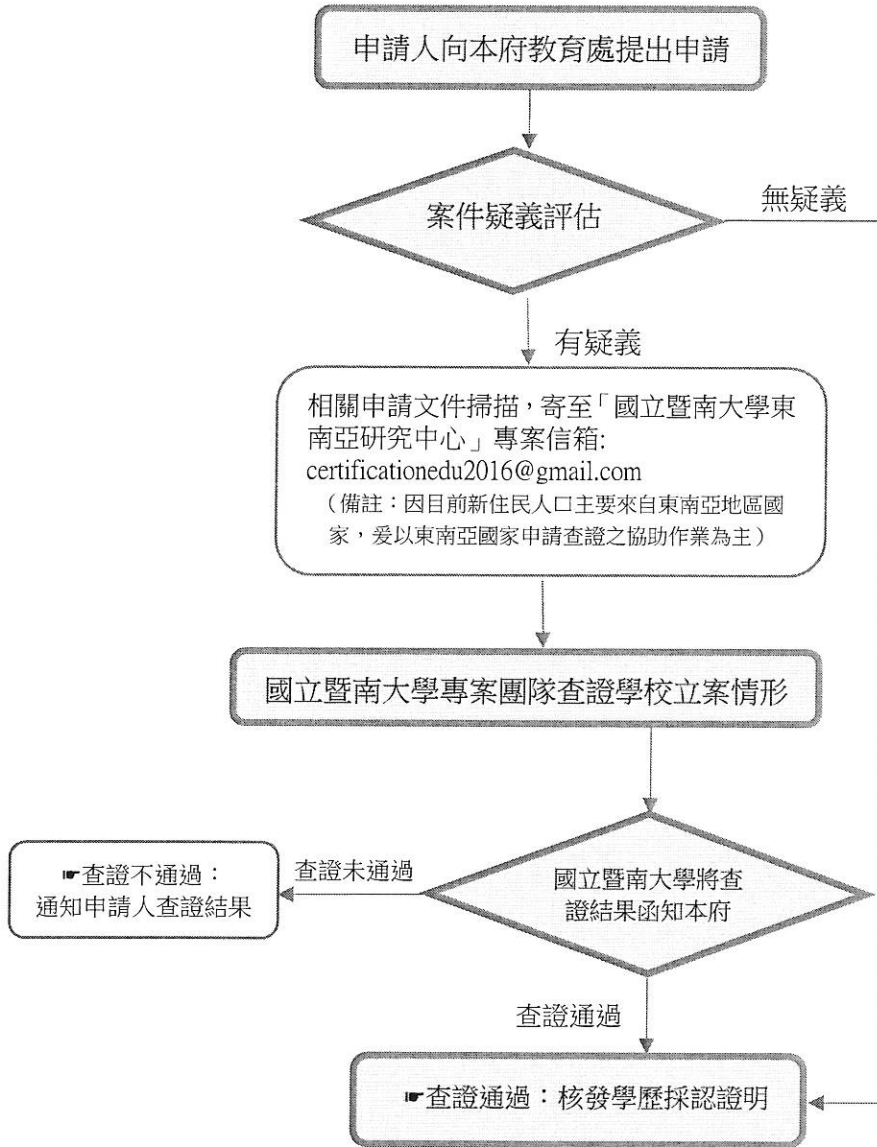 申請人向本府教育處提出申請
案件疑義評估
無疑義
有疑義
相關申請文件掃描，寄至「國立暨南大學東
南亞研究中心」專案信箱:
certificationedu2016@gmail.com
（備註：因目前新住民人口主要來自東南亞地區國
家，爰以東南亞國家申請查證之協助作業為主）
國立暨南大學專案團隊查證學校立案情形
☛查證不通過：
通知申請人查證結果
查證未通過
國立暨南大學將查
證結果函知本府
查證通過
☛查證通過：核發學歷採認證明